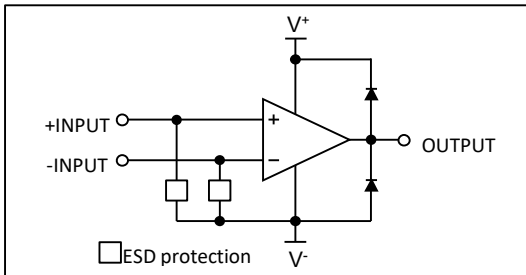 V+
+INPUT
+
-INPUT
−
OUTPUT
V-
ESD protection